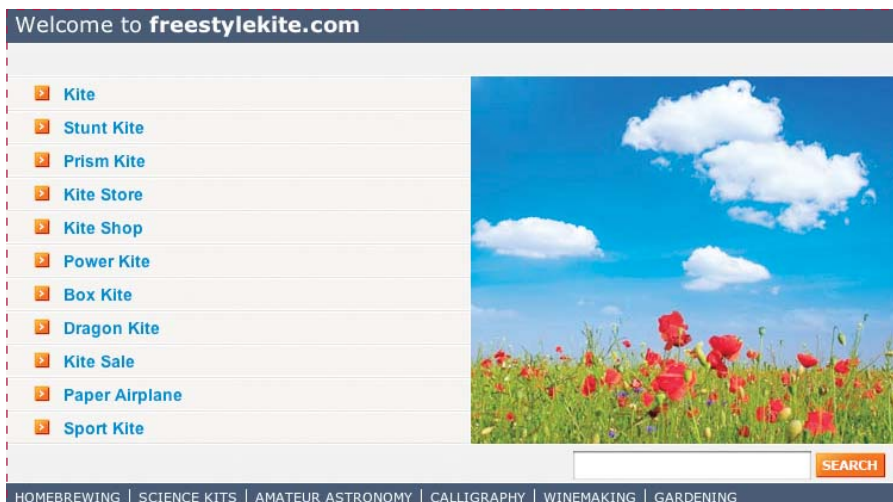 Welcome to freestylekite.com
Kite
Stunt Kite
Prism Kite
Kite Store
Kite Shop
Power Kite
Box Kite
Dragon Kite
Kite Sale
Paper Airplane
Sport Kite
SEARCH
HOMEBREWING | SCIENCE KITS | AMATEUR ASTRONOMY | CALLIGRAPHY | WINEMAKING | GARDENING